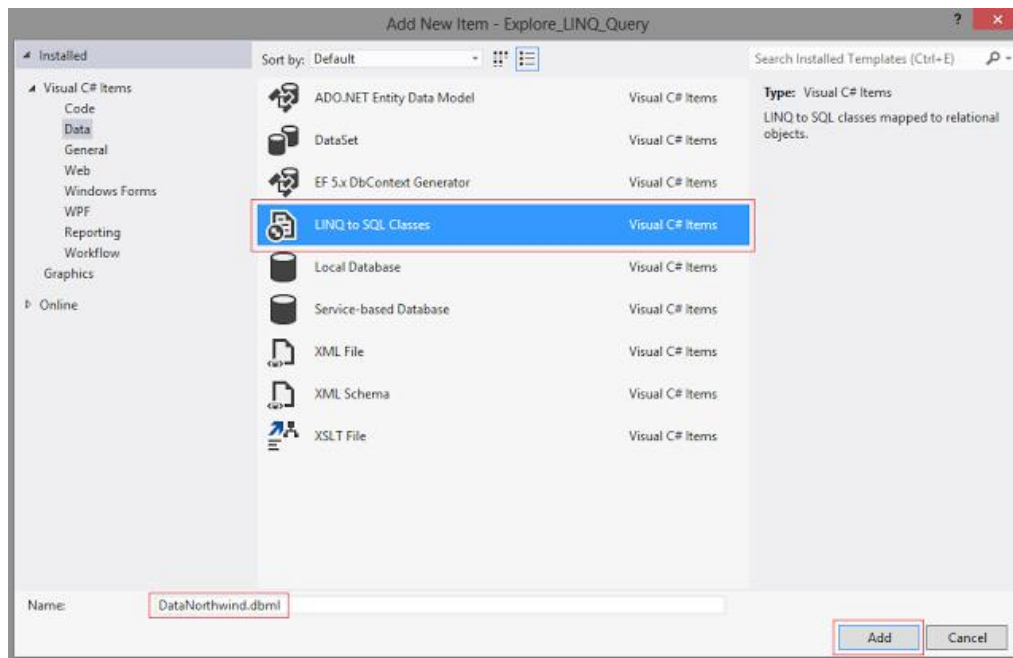 Add New Item - Explore_LINQ_Query
?
Installed
Sort by: Default
Search Installed Templates (Ctrl+E)
Visual C# Items
Code
Data
General
Web
Windows Forms
WPF
Reporting
Workflow
Graphics
Online
ADO.NET Entity Data Model Visual C# Items
DataSet Visual C# Items
EF 5.x DbContext Generator Visual C# Items
LINQ to SQL Classes Visual C# Items
Local Database Visual C# Items
Service-based Database Visual C# Items
XML File Visual C# Items
XML Schema Visual C# Items
XSLT File Visual C# Items
Type: Visual C# Items
LINQ to SQL classes mapped to relational
objects.
Name: DataNorthwind.dbml
Add Cancel